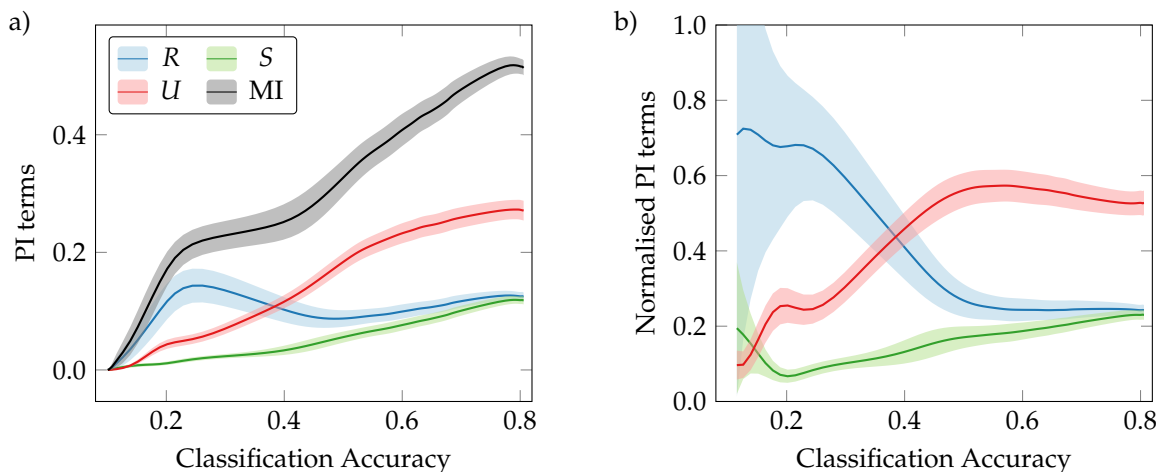 a)
R
S
U
MI
PI terms
0.4
0.2
0.0
0.2
0.4
0.6
0.8
Classification Accuracy
b)
Normalised PI terms
1.0
0.8
0.6
0.4
0.2
0.0
0.2
0.4
0.6
0.8
Classification Accuracy